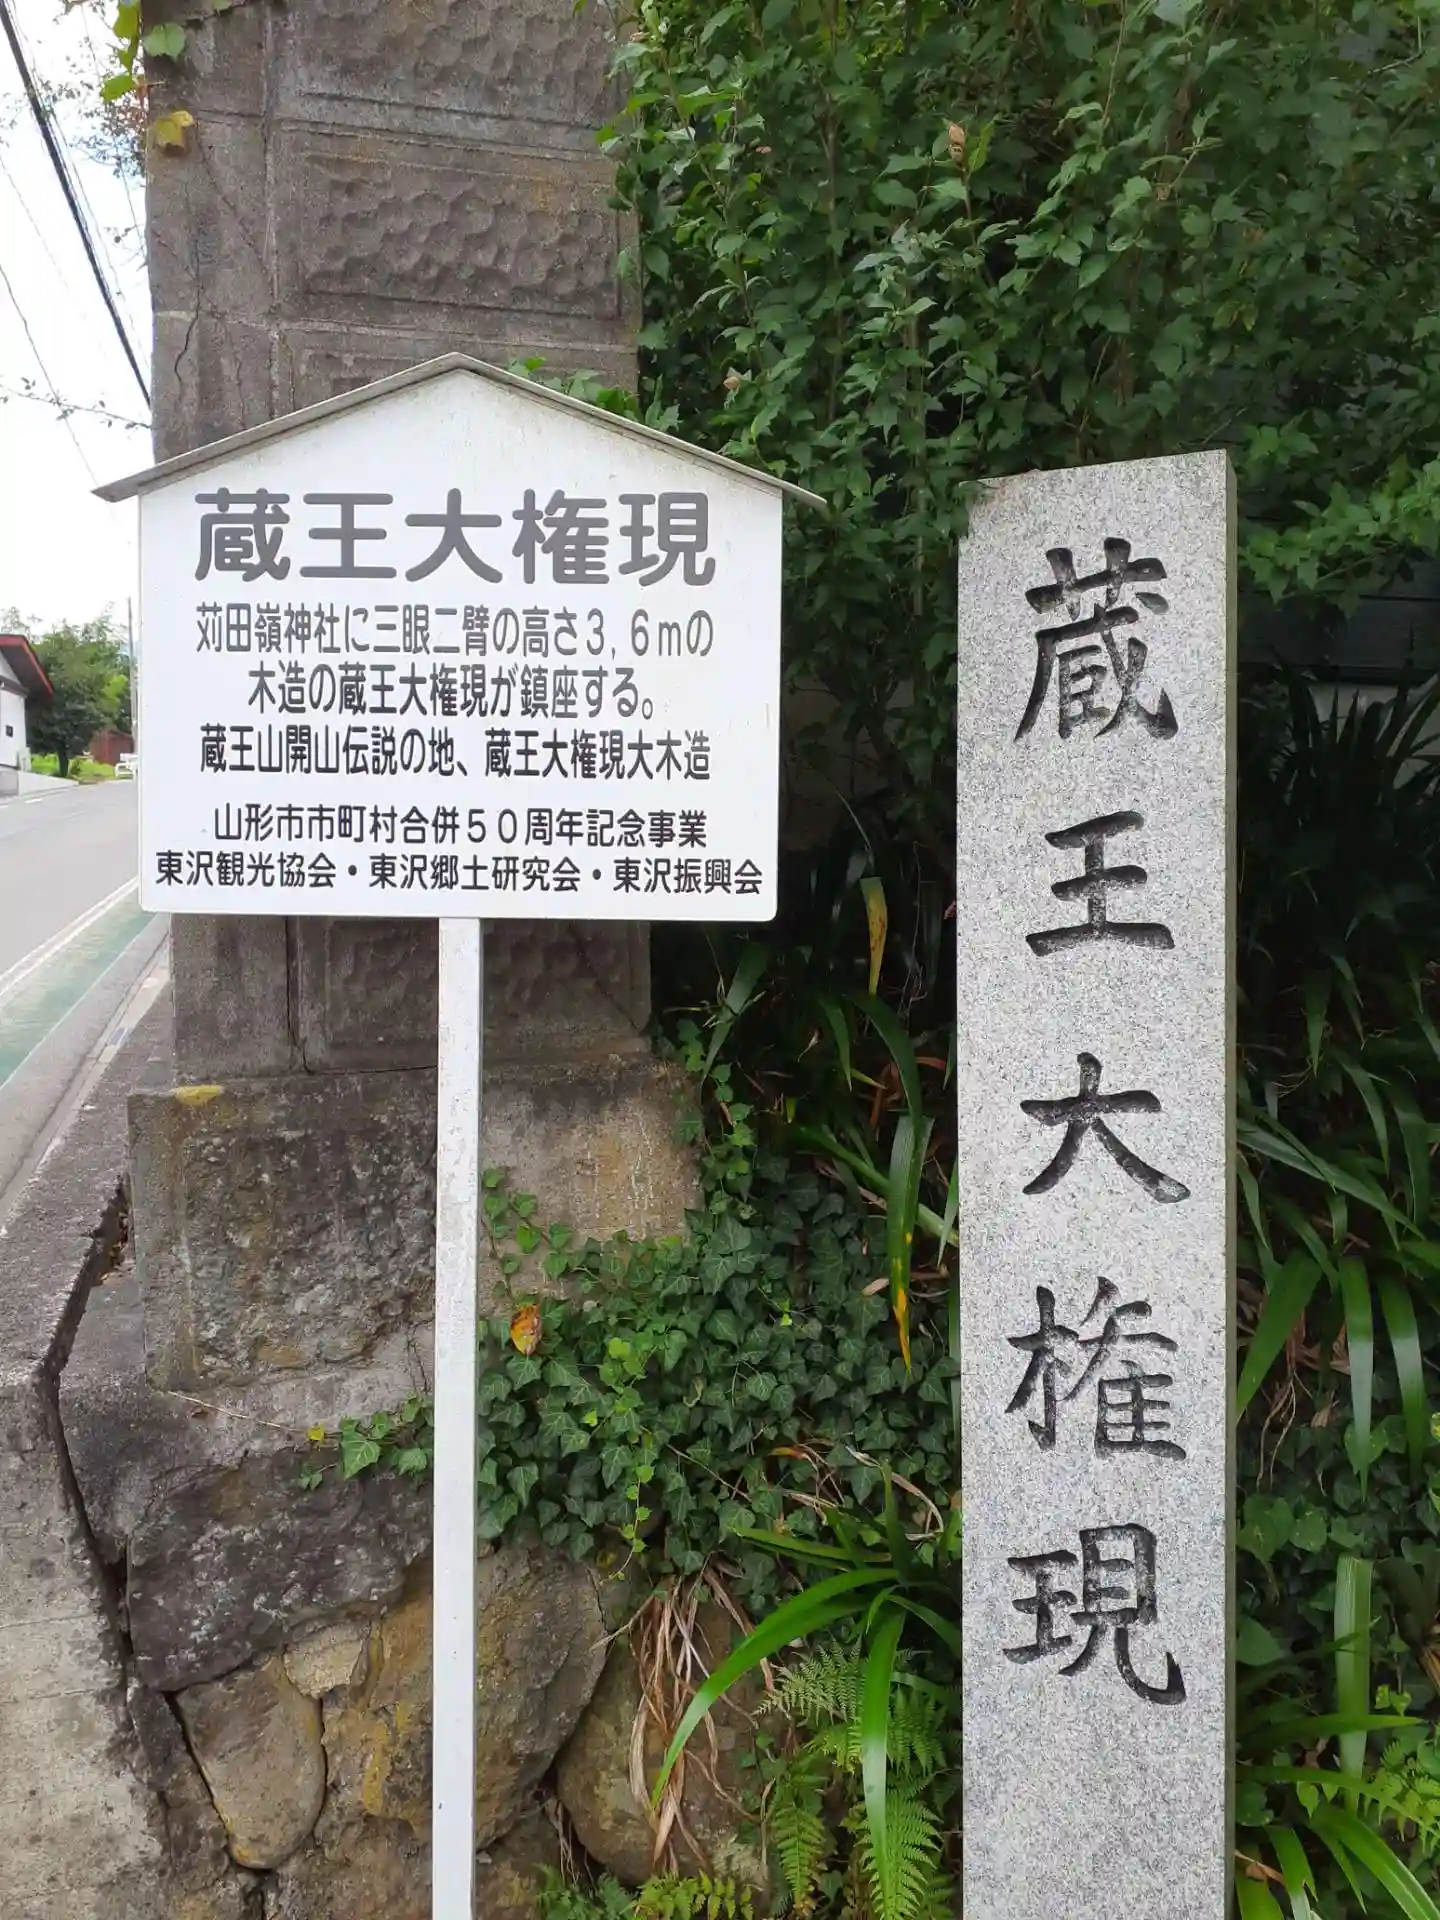 蔵王大権現
苅田嶺神社に三眼二臂の高さ3,6mの
木造の蔵王大権現が鎮座する。
蔵王山開山伝説の地、蔵王大権現大木造
山形市市町村合併50周年記念事業
東沢観光協会・東沢郷土研究会・東沢振興会
蔵王大権現